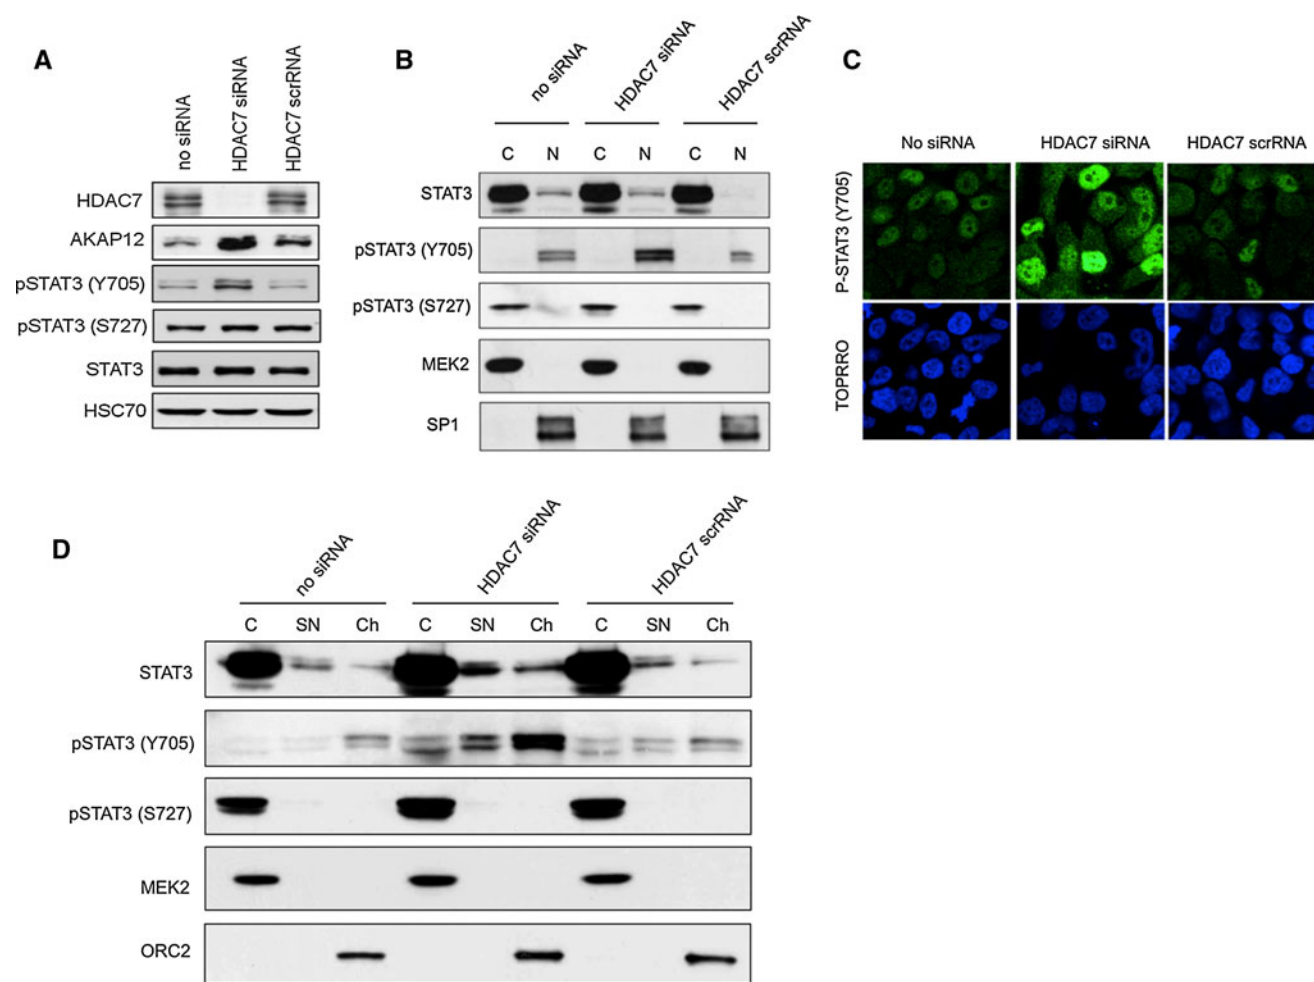 A
no siRNA
HDAC7 siRNA
HDAC7 scrRNA
HDAC7
AKAP12
pSTAT3 (Y705)
pSTAT3 (S727)
STAT3
HSC70
B
no siRNA
HDAC7 siRNA
HDAC7 scrRNA
C N C N C N
STAT3
pSTAT3 (Y705)
pSTAT3 (S727)
MEK2
SP1
C
No siRNA HDAC7 siRNA HDAC7 scrRNA
P-STAT3 (Y705)
TOPRRO
D
no siRNA
HDAC7 siRNA
HDAC7 scrRNA
C SN Ch C SN Ch C SN Ch
STAT3
pSTAT3 (Y705)
pSTAT3 (S727)
MEK2
ORC2